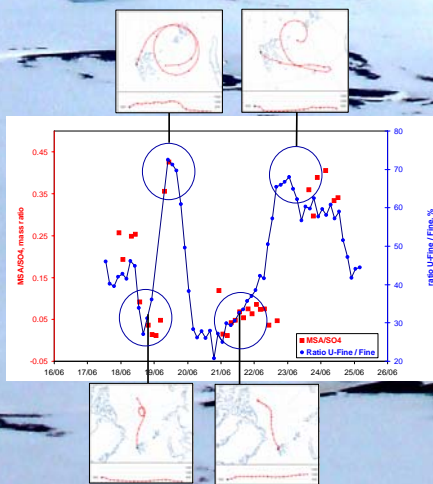 MSA/SO4, mass ratio
0.45
0.35
0.25
0.15
0.05
-0.05
80
70
60
50
40
30
20
ratio U-Fine / Fine, %
MSA/SO4
Ratio U-Fine / Fine
16/06 17/06 18/06 19/06 20/06 21/06 22/06 23/06 24/06 25/06 26/06